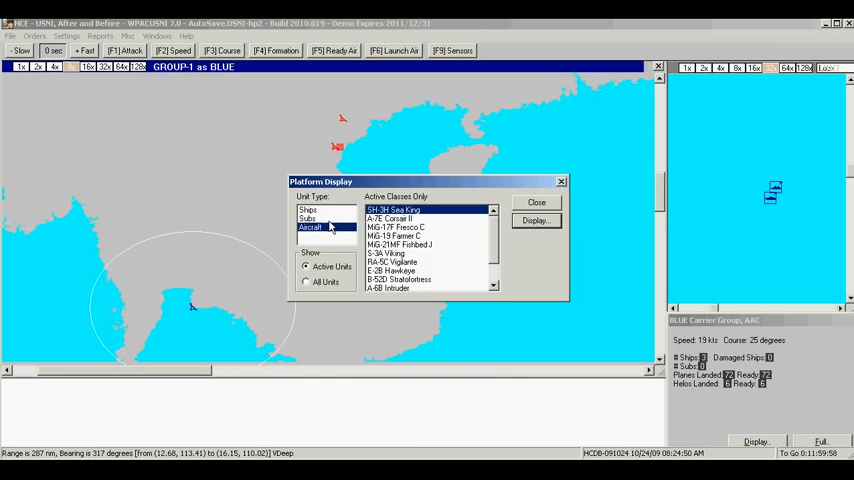 HCE - USNI, After and Before - WPACUSNI 7.0 - AutoSave.USNI-hp2 - Build 2010.019 - Demo Expires 2011/12/31
File Orders Settings Reports Misc Windows Help
- Slow 0 sec + Fast [F1] Attack [F2] Speed [F3] Course [F4] Formation [F5] Ready Air [F6] Launch Air [F9] Sensors
1x 2x 4x 8x 16x 32x 64x 128x GROUP-1 as BLUE
1x 2x 4x 8x 16x 32x 64x 128x
Platform Display
Unit Type:
Ships
Subs
Aircraft
Show
Active Units
All Units
Active Classes Only
SH-3H Sea King
A-7E Corsair II
MiG-17F Fresco C
MiG-19 Farmer C
MiG-21MF Fishbed J
S-3A Viking
RA-5C Vigilante
E-2B Hawkeye
B-52D Stratofortress
A-6B Intruder
Close
Display...
BLUE Carrier Group, AAC
Speed: 19 kts Course: 25 degrees
# Ships: 3 Damaged Ships: 0
# Subs: 0
Planes Landed: 72 Ready: 72
Helos Landed: 6 Ready: 6
Display.. Full..
Range is 287 nm, Bearing is 317 degrees [from (12.68, 113.41) to (16.15, 110.02)] VDeep
HCDB-091024 10/24/09 08:24:50 AM To Go 0:11:59:58